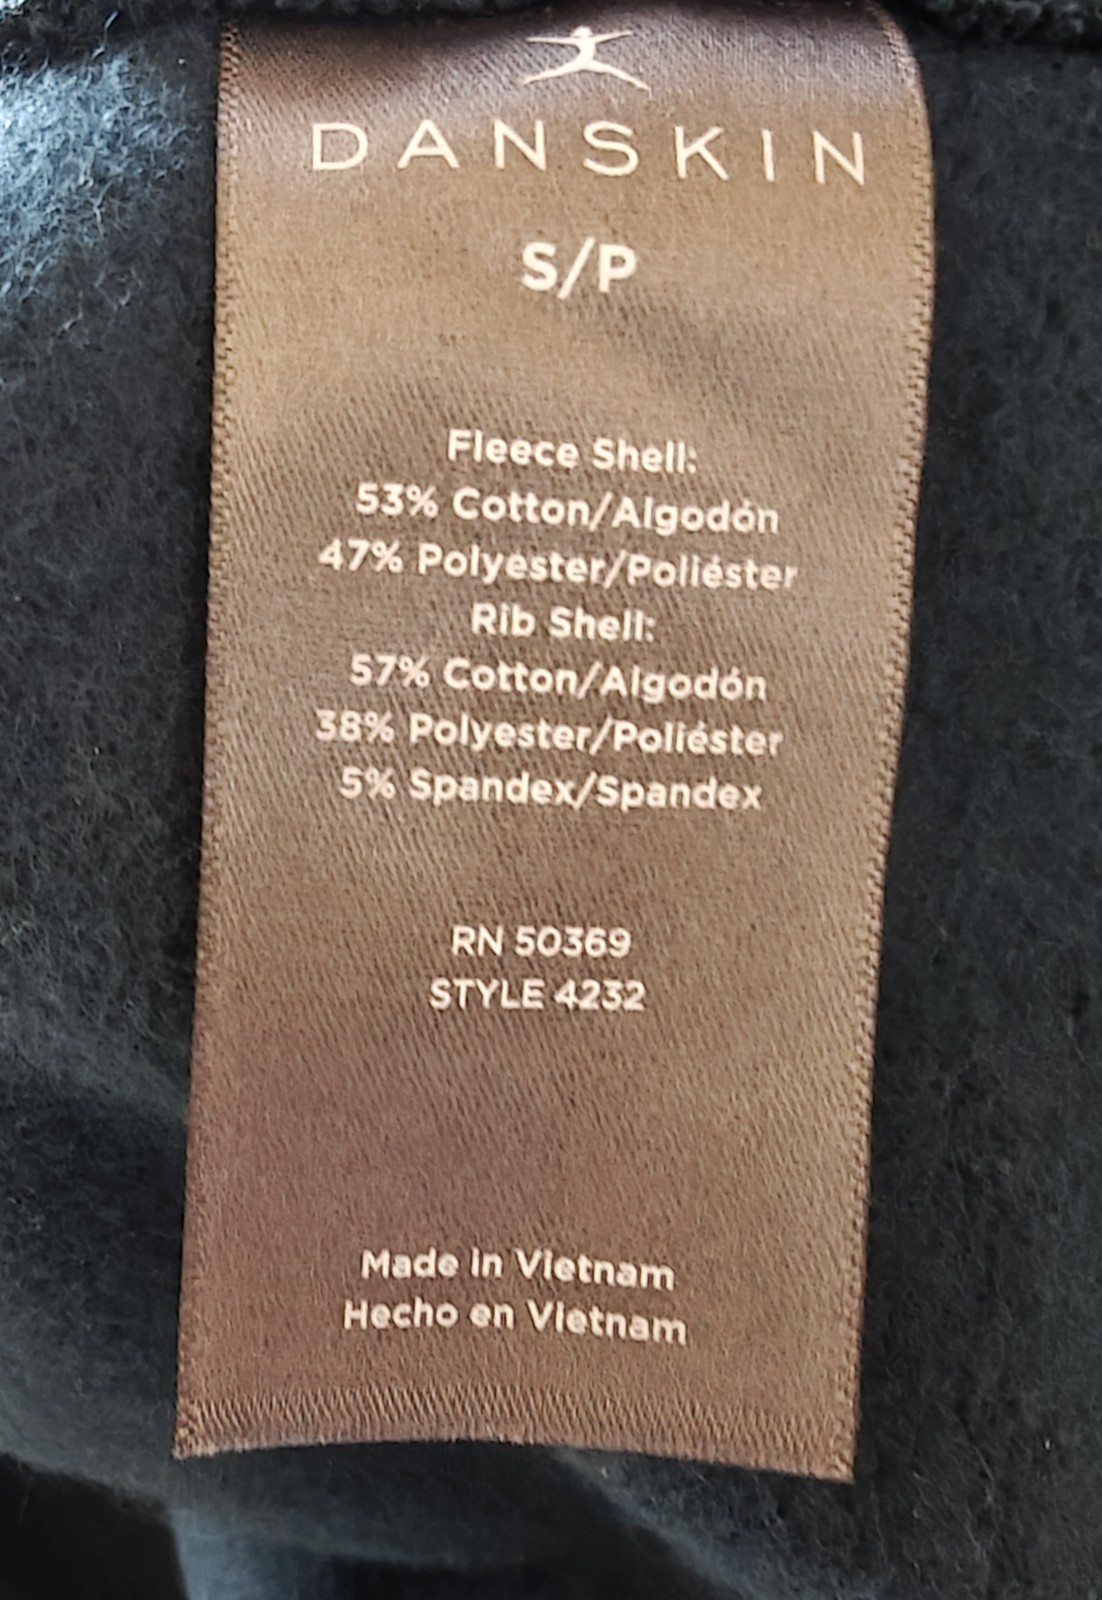 DANSKIN
S/P
Fleece Shell:
53% Cotton/Algodón
47% Polyester/Poliéster
Rib Shell:
57% Cotton/Algodón
38% Polyester/Poliéster
5% Spandex/Spandex
RN 50369
STYLE 4232
Made in Vietnam
Hecho en Vietnam